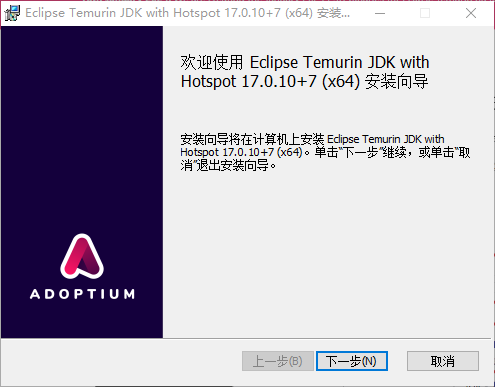 Eclipse Temurin JDK with Hotspot 17.0.10+7 (x64) 安装...
欢迎使用 Eclipse Temurin JDK with
Hotspot 17.0.10+7 (x64) 安装向导
安装向导将在计算机上安装 Eclipse Temurin JDK with
Hotspot 17.0.10+7 (x64)。单击“下一步”继续，或单击“取
消”退出安装向导。
ADOPTIUM
上一步(B)
下一步(N)
取消